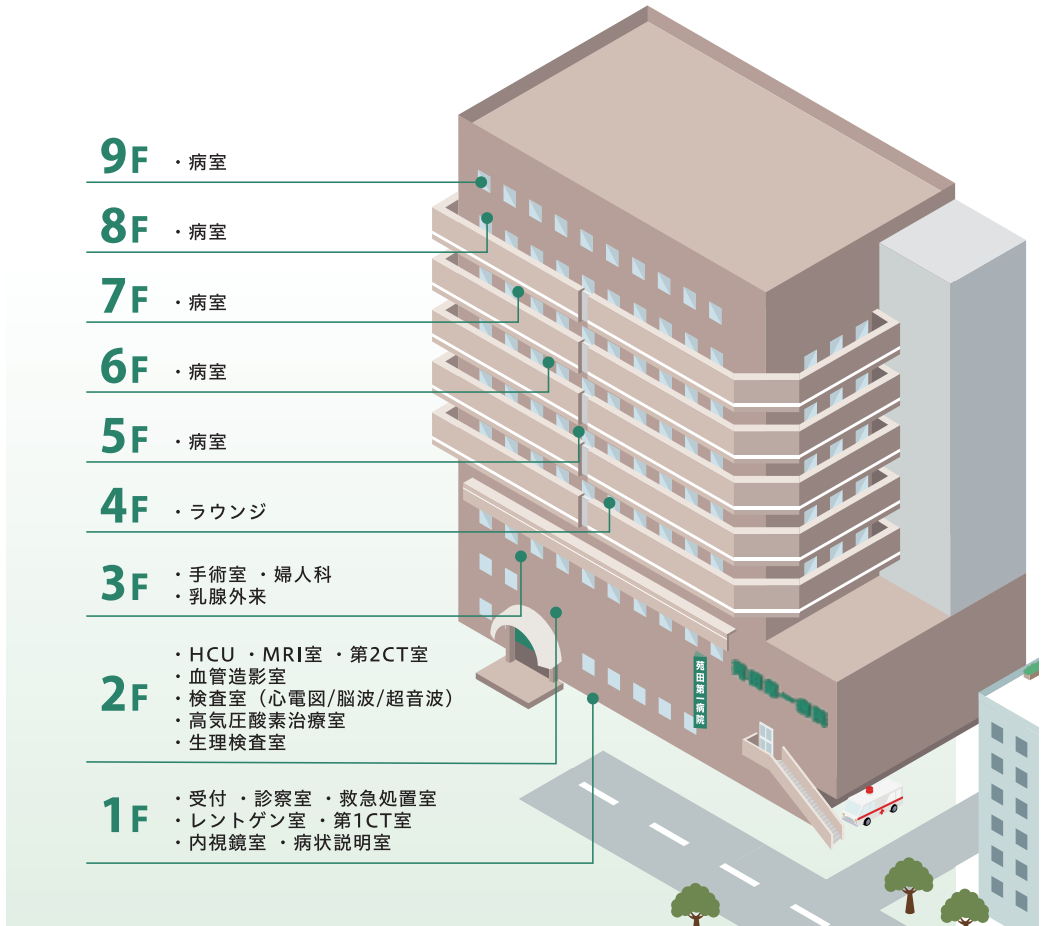 9F ・病室
8F ・病室
7F ・病室
6F ・病室
5F ・病室
4F ・ラウンジ
3F ・手術室 ・婦人科
・乳腺外来
2F ・HCU ・MRI室 ・第2CT室
・血管造影室
・検査室（心電図/脳波/超音波）
・高気圧酸素治療室
・生理検査室
1F ・受付 ・診察室 ・救急処置室
・レントゲン室 ・第1CT室
・内視鏡室 ・病状説明室
苑田第一病院